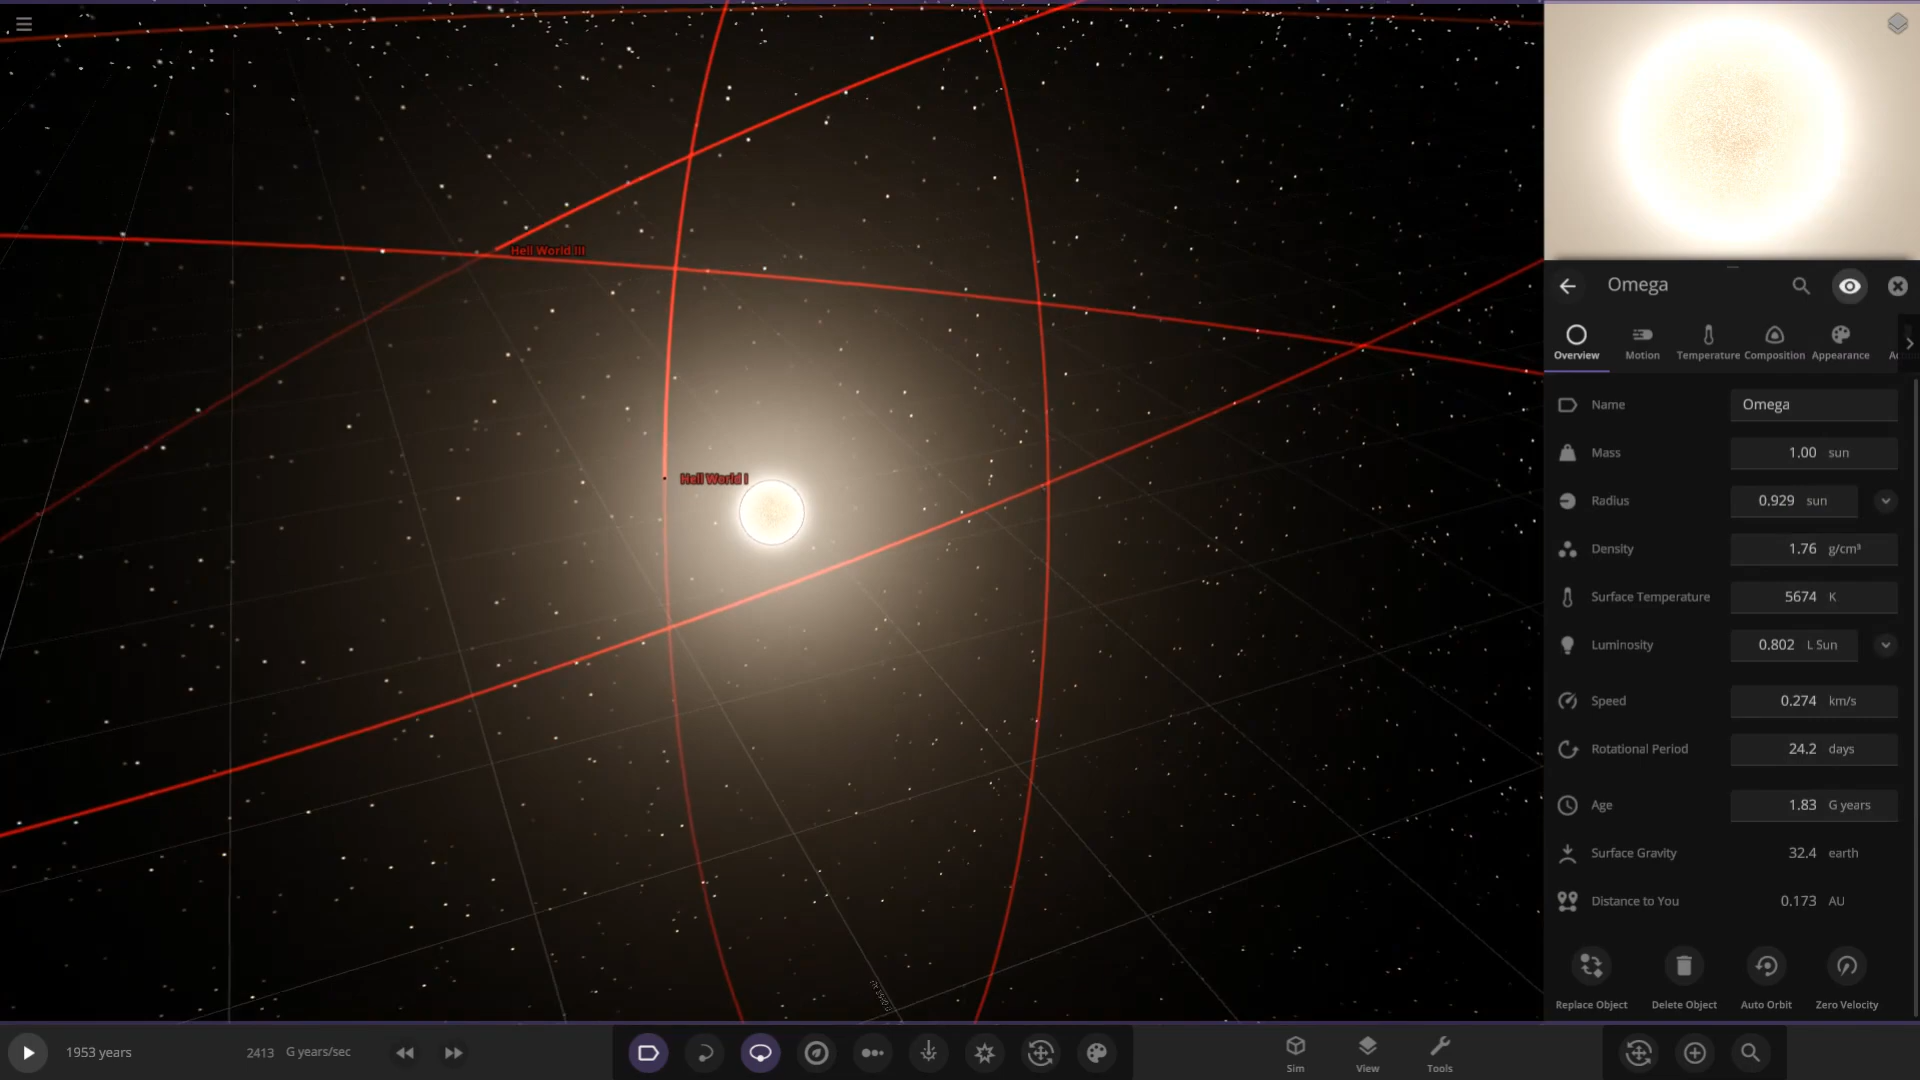 Hell World III
Hell World I
Omega
Overview
Motion
Temperature
Composition
Appearance
Name
Omega
Mass
1.00 sun
Radius
0.929 sun
Density
1.76 g/cm³
Surface Temperature
5674 K
Luminosity
0.802 L Sun
Speed
0.274 km/s
Rotational Period
24.2 days
Age
1.83 G years
Surface Gravity
32.4 earth
Distance to You
0.173 AU
Replace Object
Delete Object
Auto Orbit
Zero Velocity
1953 years
2413 G years/sec
Sim
View
Tools